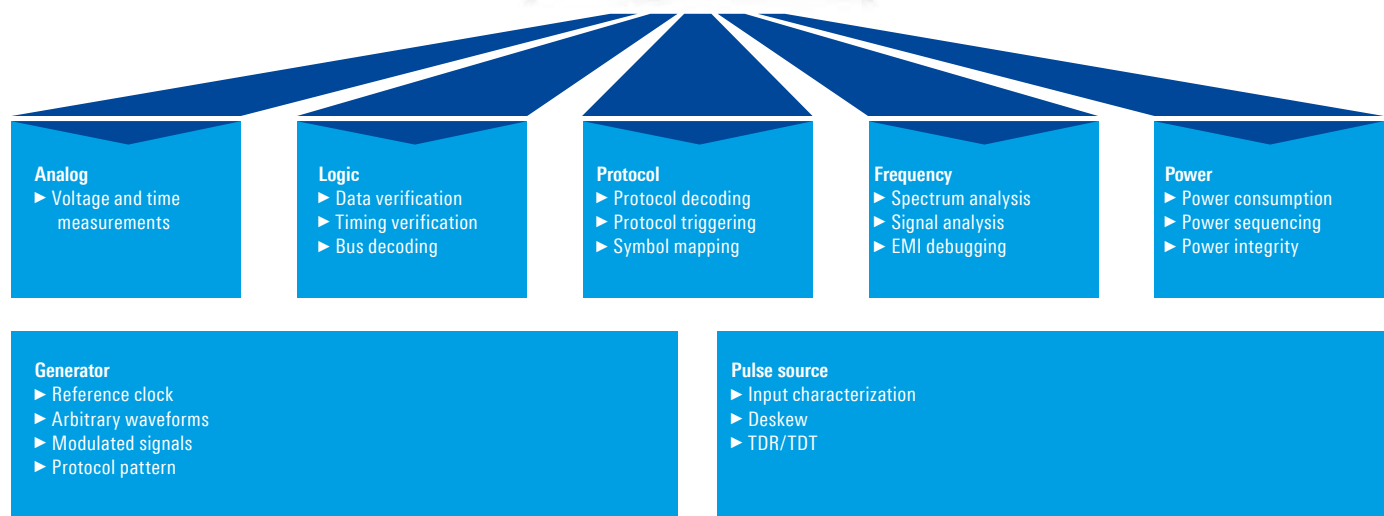 Analog
► Voltage and time
measurements
Logic
► Data verification
► Timing verification
► Bus decoding
Protocol
► Protocol decoding
► Protocol triggering
► Symbol mapping
Frequency
► Spectrum analysis
► Signal analysis
► EMI debugging
Power
► Power consumption
► Power sequencing
► Power integrity
Generator
► Reference clock
► Arbitrary waveforms
► Modulated signals
► Protocol pattern
Pulse source
► Input characterization
► Deskew
► TDR/TDT